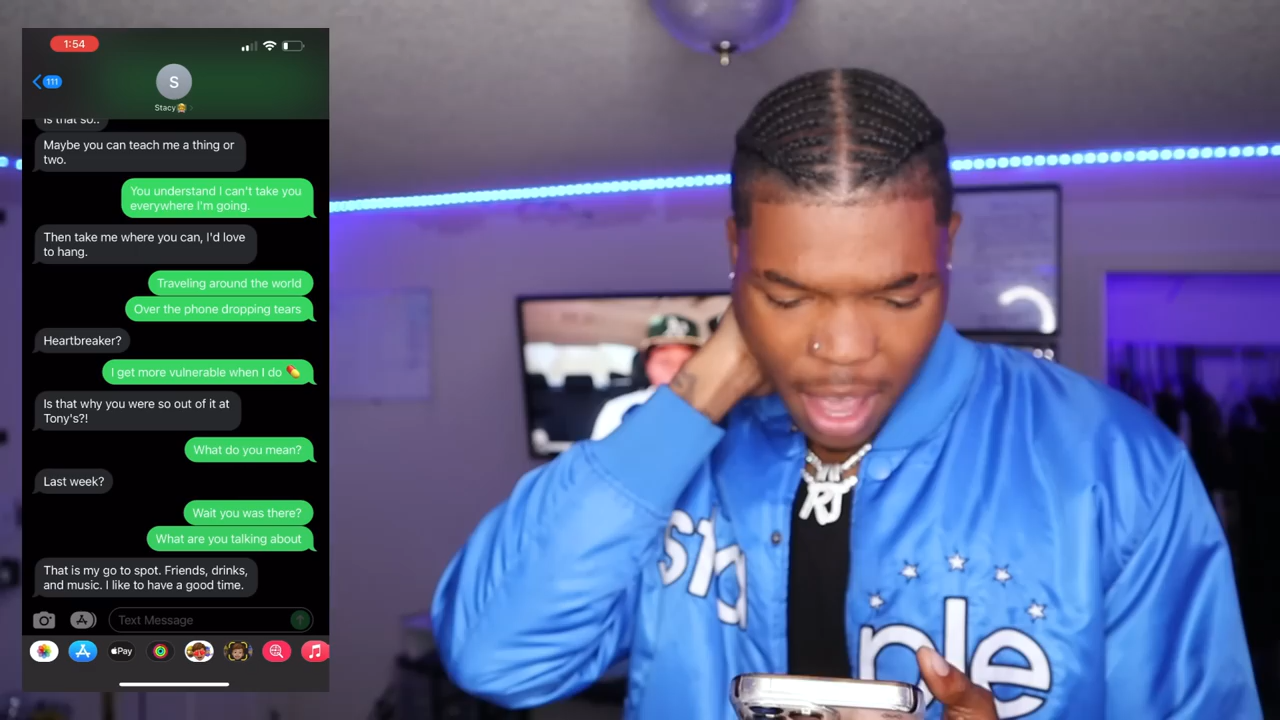 1:54
111
S
Stacy
Is that so..
Maybe you can teach me a thing or
two.
You understand I can't take you
everywhere I'm going.
Then take me where you can, I'd love
to hang.
Traveling around the world
Over the phone dropping tears
Heartbreaker?
I get more vulnerable when I do 💊
Is that why you were so out of it at
Tony's?!
What do you mean?
Last week?
Wait you was there?
What are you talking about
That is my go to spot. Friends, drinks,
and music. I like to have a good time.
Text Message
Pay
RJ
ple